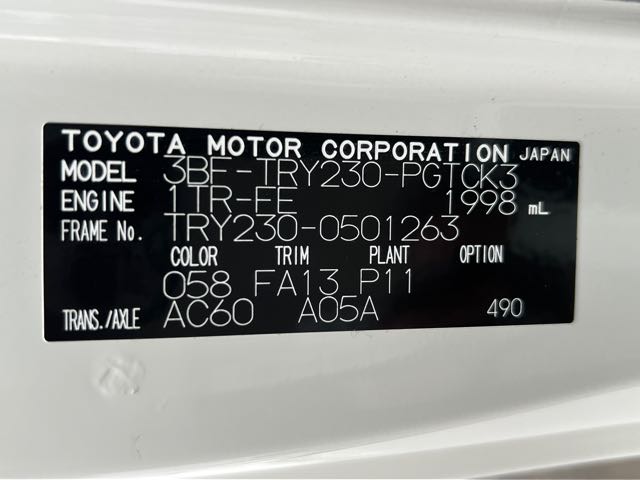 TOYOTA MOTOR CORPORATION JAPAN
MODEL 3BF-TRY230-PGTCK3
ENGINE 1TR-FE 1998 mL
FRAME No. TRY230-0501263
COLOR TRIM PLANT OPTION
058 FA13 P11
TRANS./AXLE AC60 A05A 490